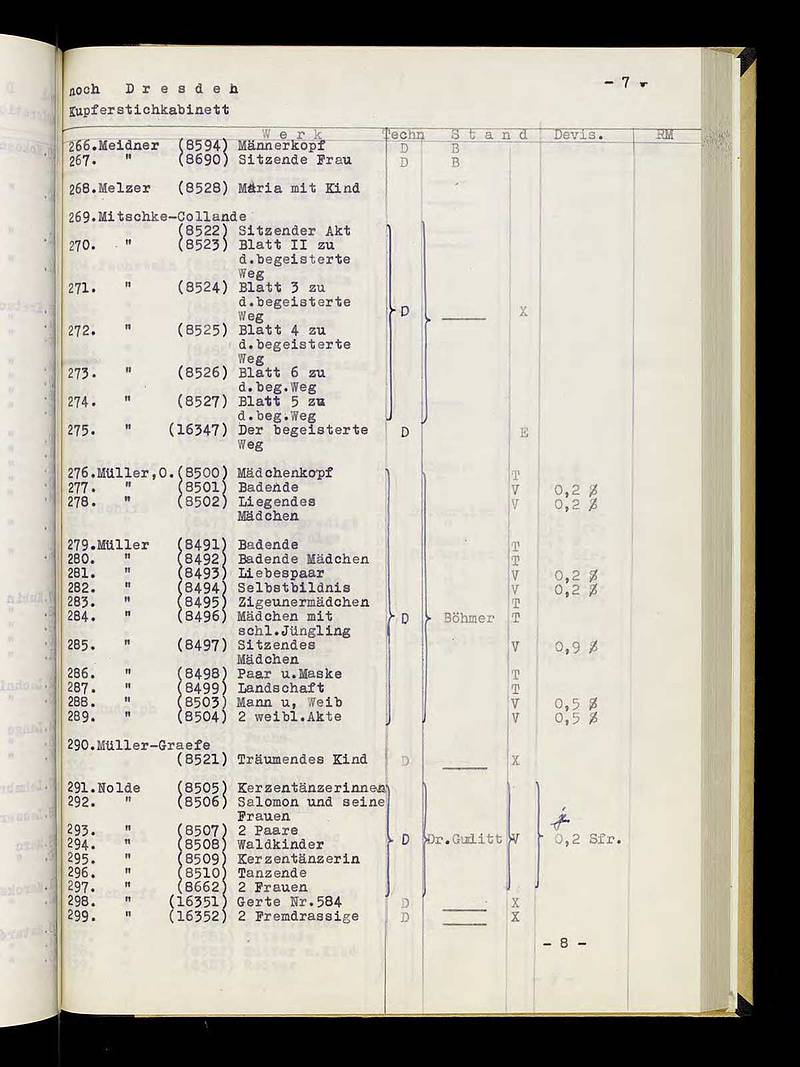 noch D r e s d e n - 7 -
Kupferstichkabinett
W e r k Techn S t a n d Devis. RM
266.Meidner (8594) Männerkopf D B
267. " (8690) Sitzende Frau D B
268.Melzer (8528) Maria mit Kind
269.Mitschke-Collande
(8522) Sitzender Akt
270. " (8523) Blatt II zu
d.begeisterte
Weg
271. " (8524) Blatt 3 zu
d.begeisterte
Weg D X
272. " (8525) Blatt 4 zu
d.begeisterte
Weg
273. " (8526) Blatt 6 zu
d.beg.Weg
274. " (8527) Blatt 5 zu
d.beg.Weg
275. " (16347) Der begeisterte D E
Weg
276.Müller,O.(8500) Mädchenkopf T
277. " (8501) Badende V 0,2 $
278. " (8502) Liegendes V 0,2 $
Mädchen
279.Müller (8491) Badende T
280. " (8492) Badende Mädchen T
281. " (8493) Liebespaar V 0,2 $
282. " (8494) Selbstbildnis V 0,2 $
283. " (8495) Zigeunermädchen T
284. " (8496) Mädchen mit D Böhmer T
schl.Jüngling
285. " (8497) Sitzendes V 0,9 $
Mädchen
286. " (8498) Paar u.Maske T
287. " (8499) Landschaft T
288. " (8503) Mann u, Weib V 0,5 $
289. " (8504) 2 weibl.Akte V 0,5 $
290.Müller-Graefe
(8521) Träumendes Kind D X
291.Nolde (8505) Kerzentänzerinnen
292. " (8506) Salomon und seine
Frauen
293. " (8507) 2 Paare
294. " (8508) Waldkinder D Dr.Gurlitt V 0,2 Sfr.
295. " (8509) Kerzentänzerin
296. " (8510) Tanzende
297. " (8662) 2 Frauen
298. " (16351) Gerte Nr.584 D X
299. " (16352) 2 Fremdrassige D X
- 8 -